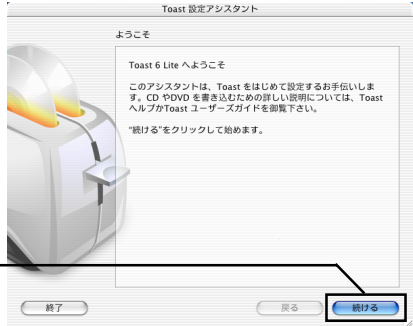 Toast 設定アシスタント
ようこそ
Toast 6 Lite へようこそ
このアシスタントは、Toast をはじめて設定するお手伝いしま
す。CD やDVD を書き込むための詳しい説明については、Toast
ヘルプかToast ユーザーズガイドを御覧下さい。
“続ける”をクリックして始めます。
終了
戻る
続ける